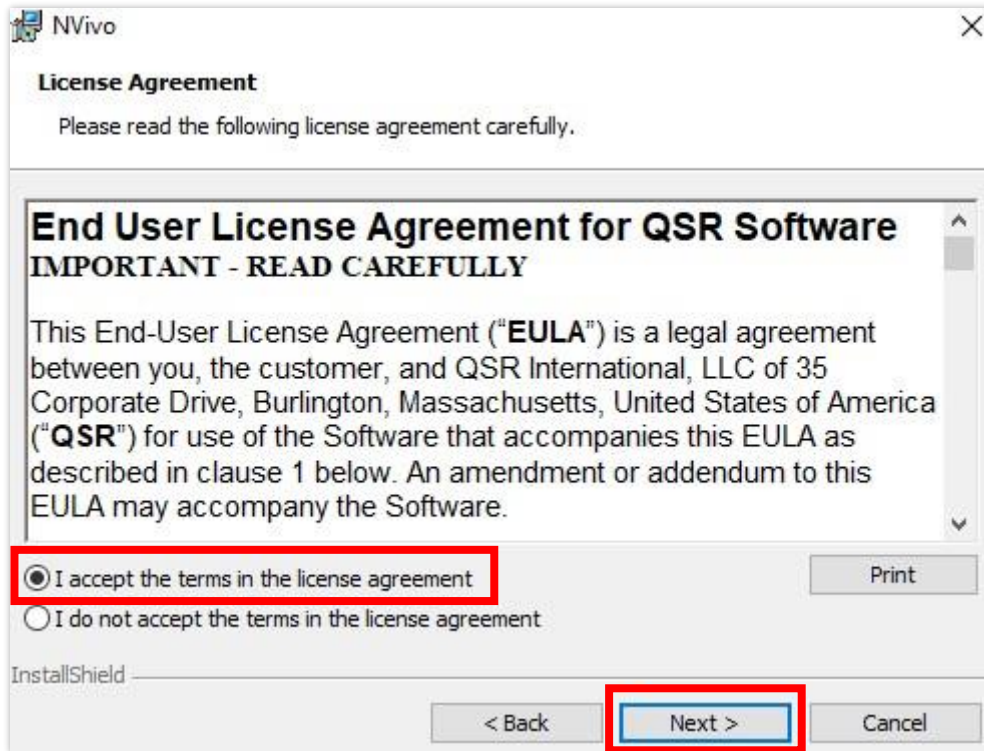 NVivo
License Agreement
Please read the following license agreement carefully.
End User License Agreement for QSR Software
IMPORTANT - READ CAREFULLY
This End-User License Agreement (“EULA”) is a legal agreement
between you, the customer, and QSR International, LLC of 35
Corporate Drive, Burlington, Massachusetts, United States of America
(“QSR”) for use of the Software that accompanies this EULA as
described in clause 1 below. An amendment or addendum to this
EULA may accompany the Software.
I accept the terms in the license agreement
Print
I do not accept the terms in the license agreement
InstallShield
< Back
Next >
Cancel